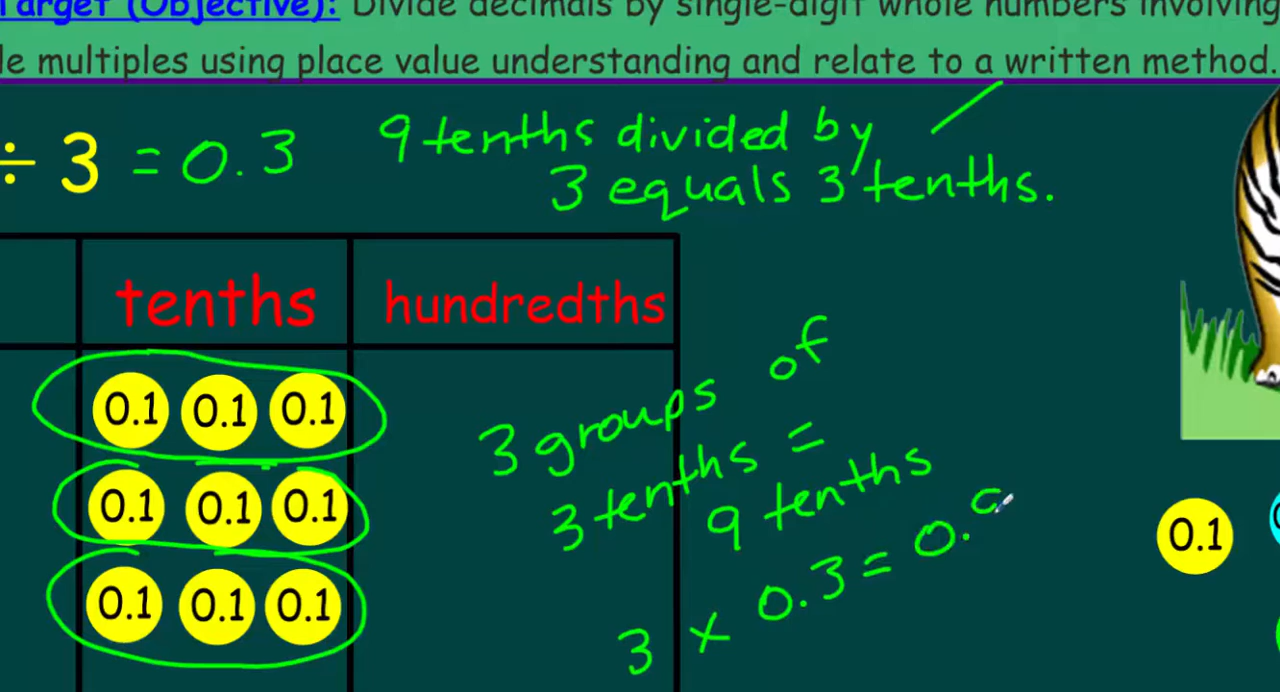 Target (Objective): Divide decimals by single-digit whole numbers involving
le multiples using place value understanding and relate to a written method.
÷ 3 = 0.3
9 tenths divided by
3 equals 3 tenths.
tenths hundredths
0.1 0.1 0.1
0.1 0.1 0.1
0.1 0.1 0.1
3 groups of
3 tenths =
9 tenths
3 x 0.3 = 0.
0.1